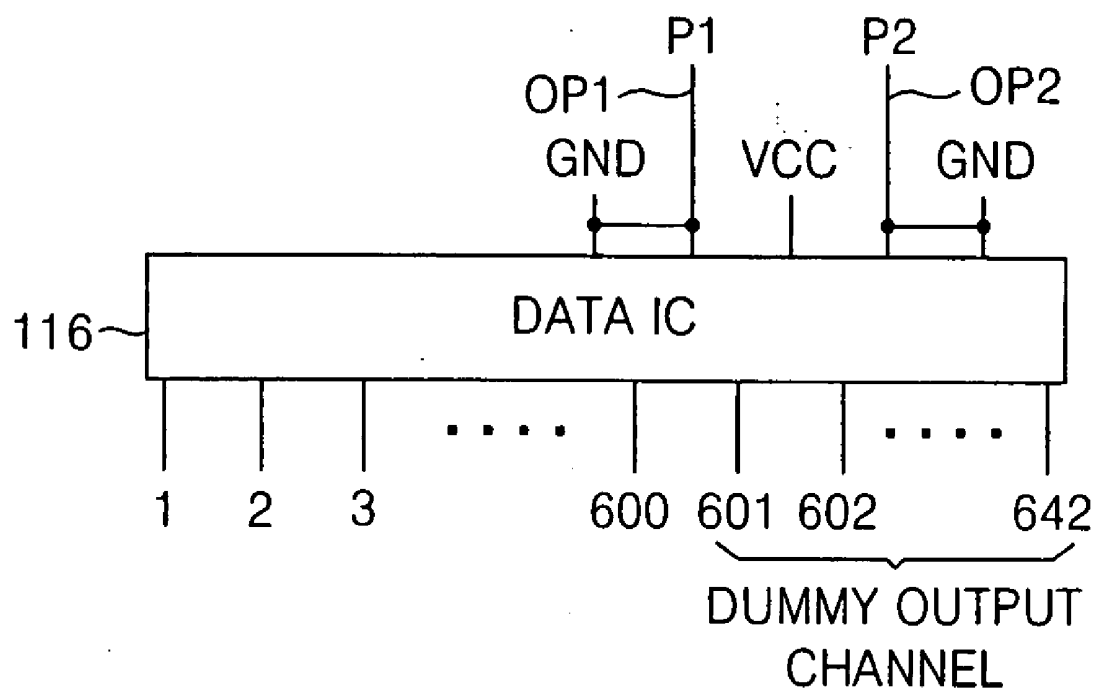 P1 P2
OP1 OP2
GND VCC GND
DATA IC
116
1 2 3 600 601 602 642
DUMMY OUTPUT
CHANNEL